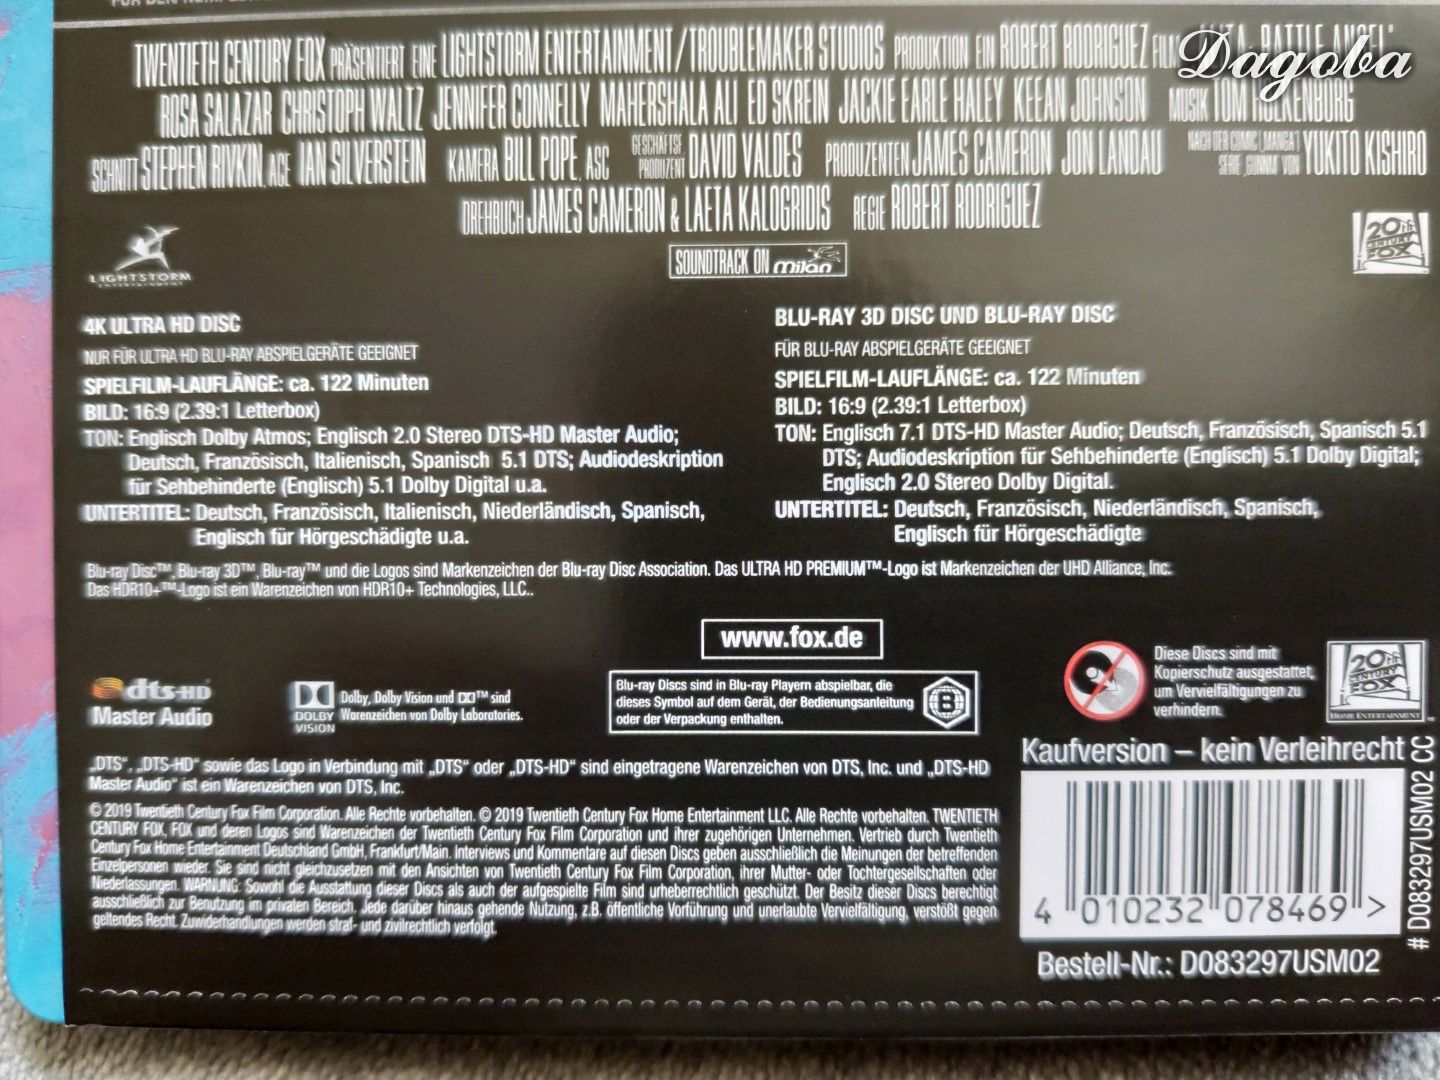 Dagoba
TWENTIETH CENTURY FOX PRÄSENTIERT EINE LIGHTSTORM ENTERTAINMENT/TROUBLEMAKER STUDIOS PRODUKTION EIN ROBERT RODRIGUEZ FILM BATTLE ANGEL"
ROSA SALAZAR CHRISTOPH WALTZ JENNIFER CONNELLY MAHERSHALA ALI ED SKREIN JACKIE EARLE HALEY KEEAN JOHNSON MUSIK TOM HOLKENBORG
SCHNITT STEPHEN RIVKIN, ACE IAN SILVERSTEIN KAMERA BILL POPE, ASC GESCHÄFTSF. PRODUZENT DAVID VALDES PRODUZENTEN JAMES CAMERON JON LANDAU NACH DER COMIC („MANGA“) SERIE „GUNNM“ VON YUKITO KISHIRO
DREHBUCH JAMES CAMERON & LAETA KALOGRIDIS REGIE ROBERT RODRIGUEZ
LIGHTSTORM
ENTERTAINMENT
SOUNDTRACK ON milan
20TH
CENTURY
FOX
4K ULTRA HD DISC
NUR FÜR ULTRA HD BLU-RAY ABSPIELGERÄTE GEEIGNET
SPIELFILM-LAUFLÄNGE: ca. 122 Minuten
BILD: 16:9 (2.39:1 Letterbox)
TON: Englisch Dolby Atmos; Englisch 2.0 Stereo DTS-HD Master Audio;
Deutsch, Französisch, Italienisch, Spanisch 5.1 DTS; Audiodeskription
für Sehbehinderte (Englisch) 5.1 Dolby Digital u.a.
UNTERTITEL: Deutsch, Französisch, Italienisch, Niederländisch, Spanisch,
Englisch für Hörgeschädigte u.a.
BLU-RAY 3D DISC UND BLU-RAY DISC
FÜR BLU-RAY ABSPIELGERÄTE GEEIGNET
SPIELFILM-LAUFLÄNGE: ca. 122 Minuten
BILD: 16:9 (2.39:1 Letterbox)
TON: Englisch 7.1 DTS-HD Master Audio; Deutsch, Französisch, Spanisch 5.1
DTS; Audiodeskription für Sehbehinderte (Englisch) 5.1 Dolby Digital;
Englisch 2.0 Stereo Dolby Digital.
UNTERTITEL: Deutsch, Französisch, Niederländisch, Spanisch,
Englisch für Hörgeschädigte
Blu-ray Disc™, Blu-ray 3D™, Blu-ray™ und die Logos sind Markenzeichen der Blu-ray Disc Association. Das ULTRA HD PREMIUM™-Logo ist Markenzeichen der UHD Alliance, Inc.
Das HDR10+™-Logo ist ein Warenzeichen von HDR10+ Technologies, LLC..
www.fox.de
dts-HD
Master Audio
DOLBY
VISION
Dolby, Dolby Vision und ™ sind
Warenzeichen von Dolby Laboratories.
Blu-ray Discs sind in Blu-ray Playern abspielbar, die
dieses Symbol auf dem Gerät, der Bedienungsanleitung
oder der Verpackung enthalten.
B
Diese Discs sind mit
Kopierschutz ausgestattet,
um Vervielfältigungen zu
verhindern.
20TH
CENTURY
FOX
HOME ENTERTAINMENT
„DTS“, „DTS-HD“ sowie das Logo in Verbindung mit „DTS“ oder „DTS-HD“ sind eingetragene Warenzeichen von DTS, Inc. und „DTS-HD
Master Audio“ ist ein Warenzeichen von DTS, Inc.
© 2019 Twentieth Century Fox Film Corporation. Alle Rechte vorbehalten. © 2019 Twentieth Century Fox Home Entertainment LLC. Alle Rechte vorbehalten. TWENTIETH
CENTURY FOX, FOX und deren Logos sind Warenzeichen der Twentieth Century Fox Film Corporation und ihrer zugehörigen Unternehmen. Vertrieb durch Twentieth
Century Fox Home Entertainment Deutschland GmbH, Frankfurt/Main. Interviews und Kommentare auf diesen Discs geben ausschließlich die Meinungen der betreffenden
Einzelpersonen wieder. Sie sind nicht gleichzusetzen mit den Ansichten von Twentieth Century Fox Film Corporation, ihrer Mutter- oder Tochtergesellschaften oder
Niederlassungen. WARNUNG: Sowohl die Ausstattung dieser Discs als auch der aufgespielte Film sind urheberrechtlich geschützt. Der Besitz dieser Discs berechtigt
ausschließlich zur Benutzung im privaten Bereich. Jede darüber hinaus gehende Nutzung, z.B. öffentliche Vorführung und unerlaubte Vervielfältigung, verstößt gegen
geltendes Recht. Zuwiderhandlungen werden straf- und zivilrechtlich verfolgt.
Kaufversion – kein Verleihrecht
4 010232 078469 >
Bestell-Nr.: D083297USM02
# D083297USM02 CC